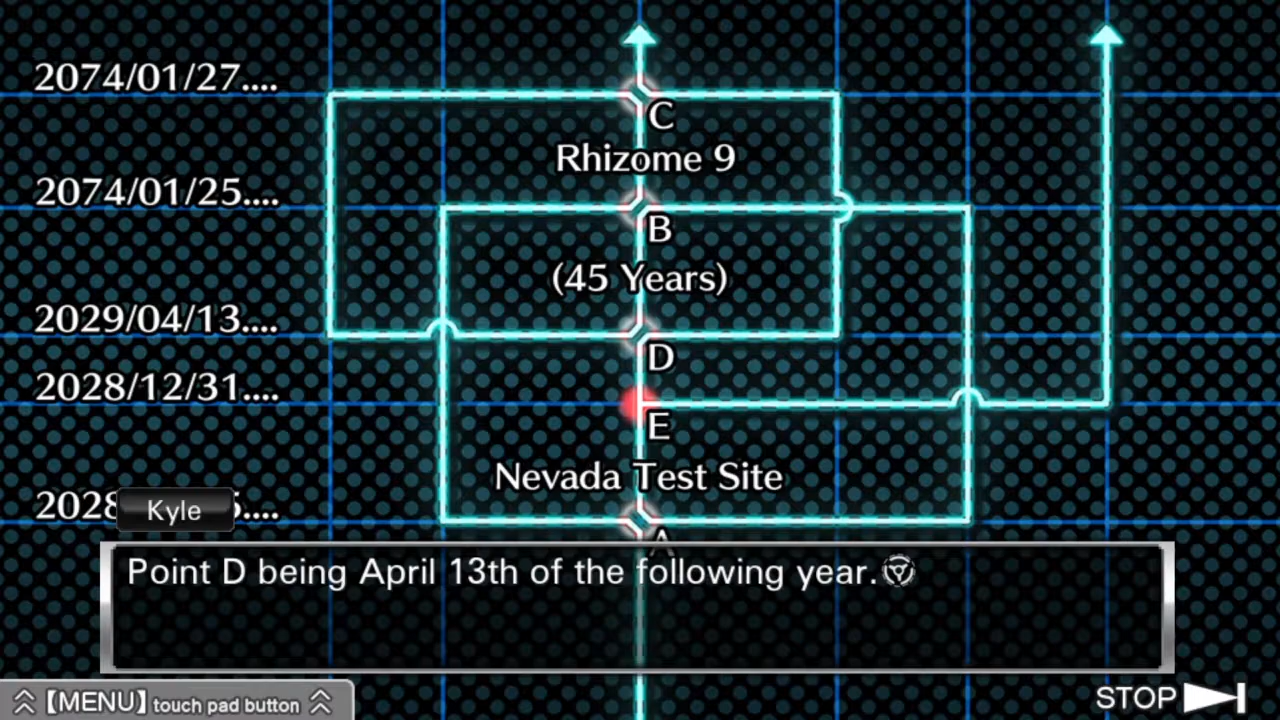 2074/01/27....
C
Rhizome 9
2074/01/25....
B
(45 Years)
2029/04/13....
D
2028/12/31....
E
Nevada Test Site
2028
....
Kyle
A
Point D being April 13th of the following year.
【MENU】touch pad button
STOP